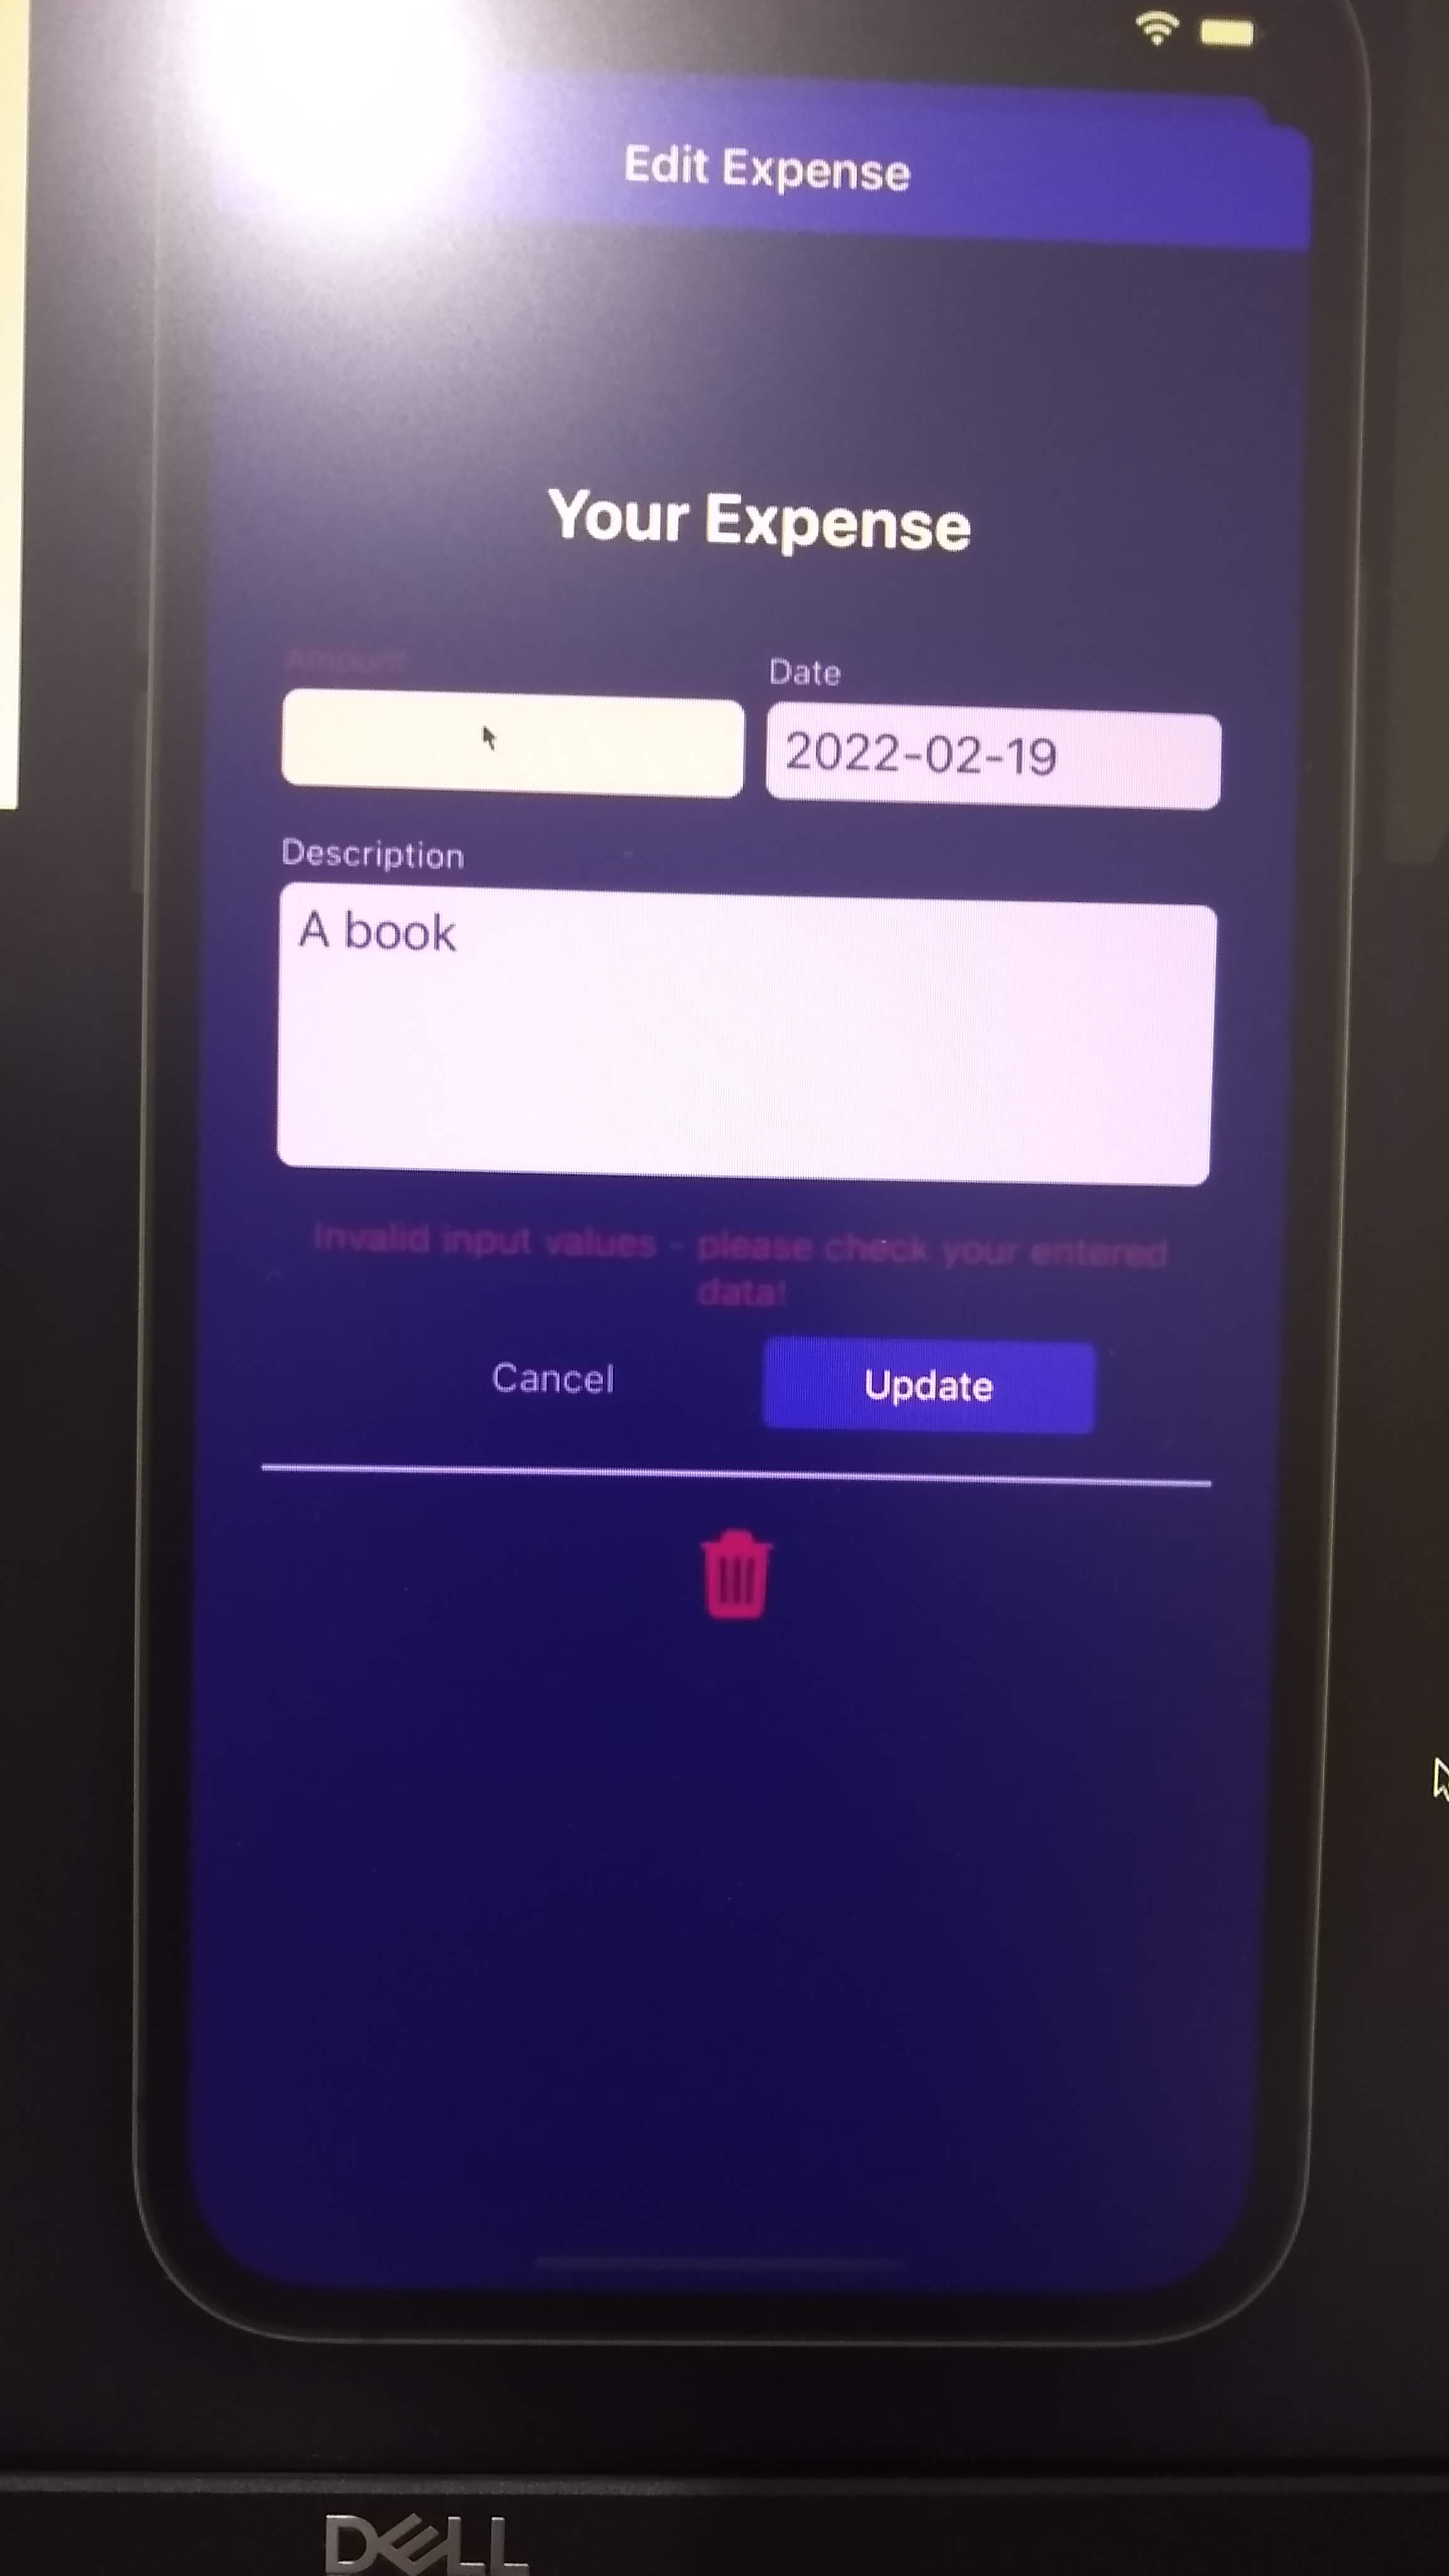 Edit Expense
Your Expense
Amount
Date
2022-02-19
Description
A book
Invalid input values - please check your entered
data!
Cancel
Update
DELL